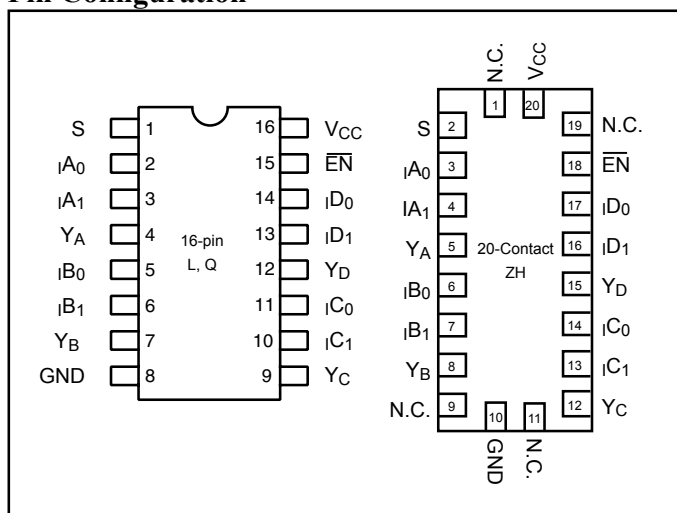 Pin Configuration
S 1 16 VCC
IA0 2 15 EN
IA1 3 14 ID0
YA 4 13 ID1
IB0 5 12 YD
IB1 6 11 IC0
YB 7 10 IC1
GND 8 9 YC
16-pin
L, Q
N.C. VCC
1 20
S 2 19 N.C.
IA0 3 18 EN
IA1 4 17 ID0
YA 5 16 ID1
IB0 6 15 YD
IB1 7 14 IC0
YB 8 13 IC1
N.C. 9 12 YC
10 11
GND N.C.
20-Contact
ZH